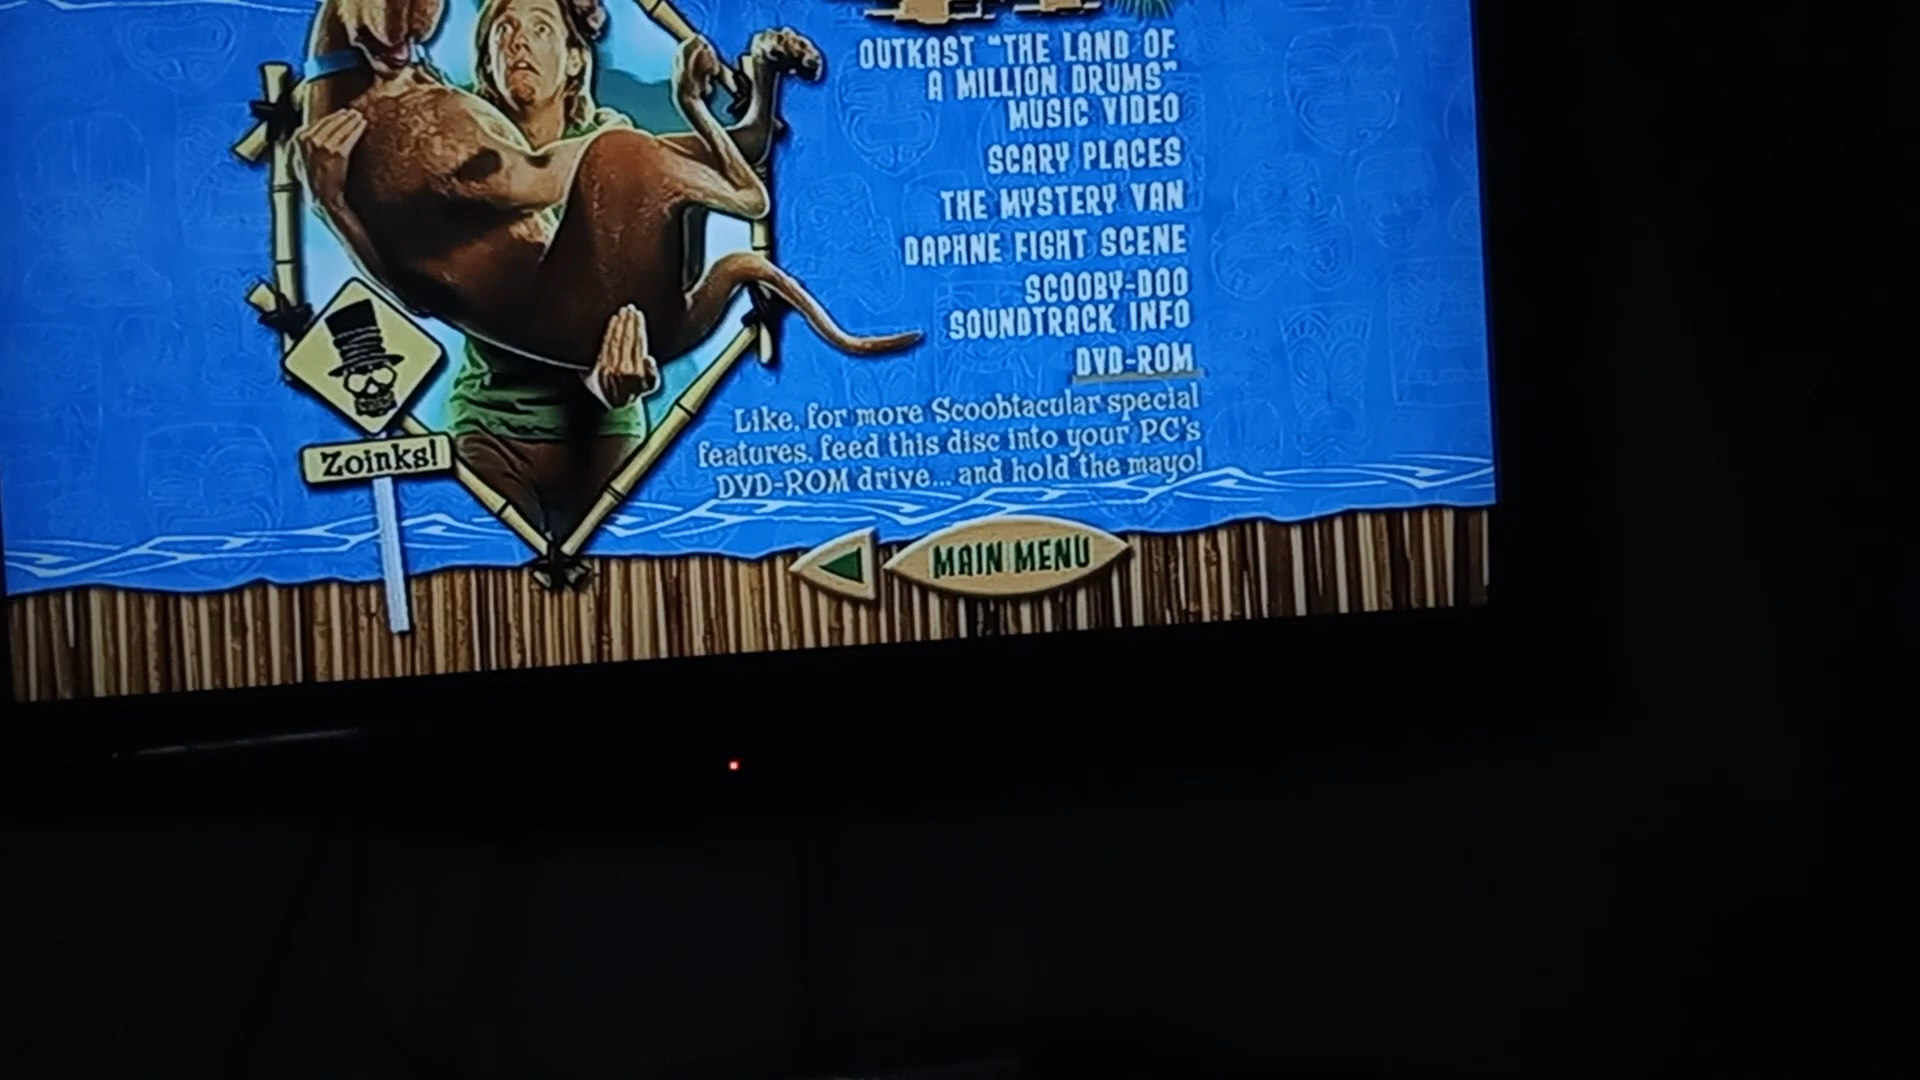 OUTKAST "THE LAND OF
A MILLION DRUMS"
MUSIC VIDEO
SCARY PLACES
THE MYSTERY VAN
DAPHNE FIGHT SCENE
SCOOBY-DOO
SOUNDTRACK INFO
DVD-ROM
Like, for more Scoobtacular special
features, feed this disc into your PC's
DVD-ROM drive... and hold the mayo!
Zoinks!
MAIN MENU